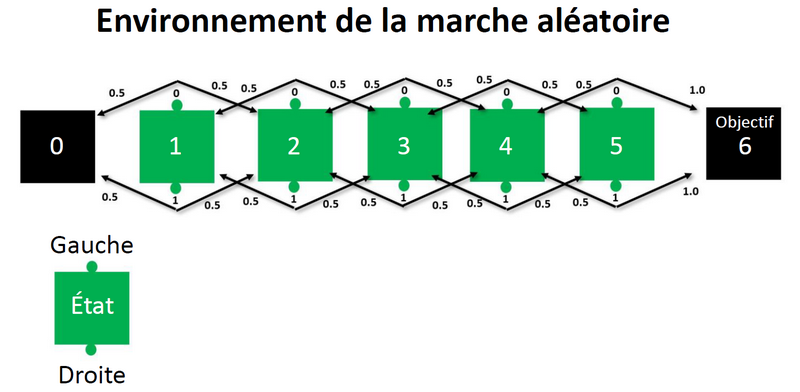 Environnement de la marche aléatoire
0.5 0 0.5 0.5 0 0.5 0.5 0 0.5 0.5 0 0.5 0.5 0 1.0
Objectif
0 1 2 3 4 5 6
0.5 1 0.5 0.5 1 0.5 0.5 1 0.5 0.5 1 0.5 0.5 1 1.0
Gauche
État
Droite